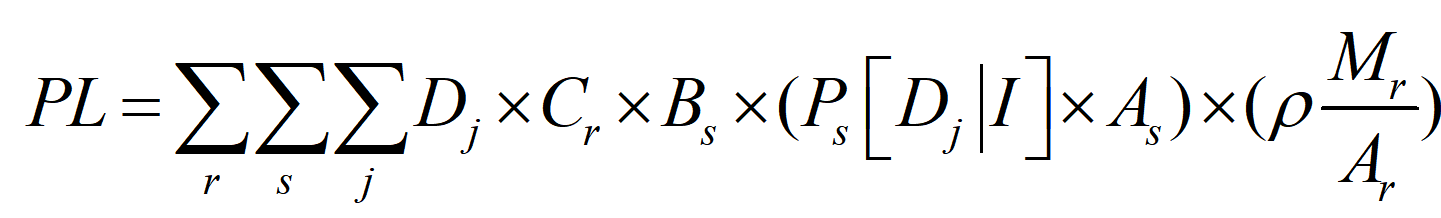 PL = ∑_r ∑_s ∑_j D_j × C_r × B_s × (P_s[D_j|I] × A_s) × (ρ M_r/A_r)